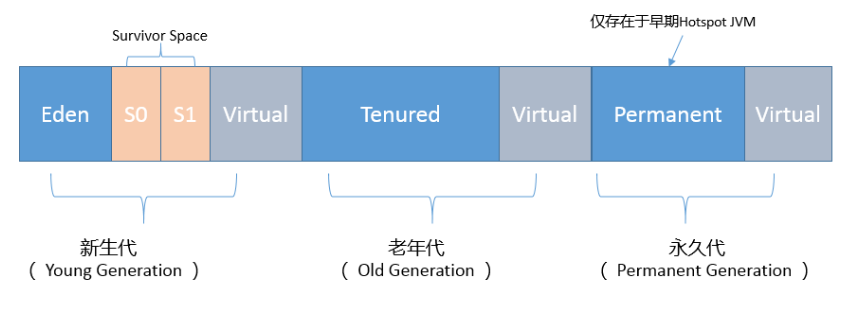 仅存在于早期Hotspot JVM
Survivor Space
Eden
S0
S1
Virtual
Tenured
Virtual
Permanent
Virtual
新生代
（ Young Generation ）
老年代
（ Old Generation ）
永久代
（ Permanent Generation ）